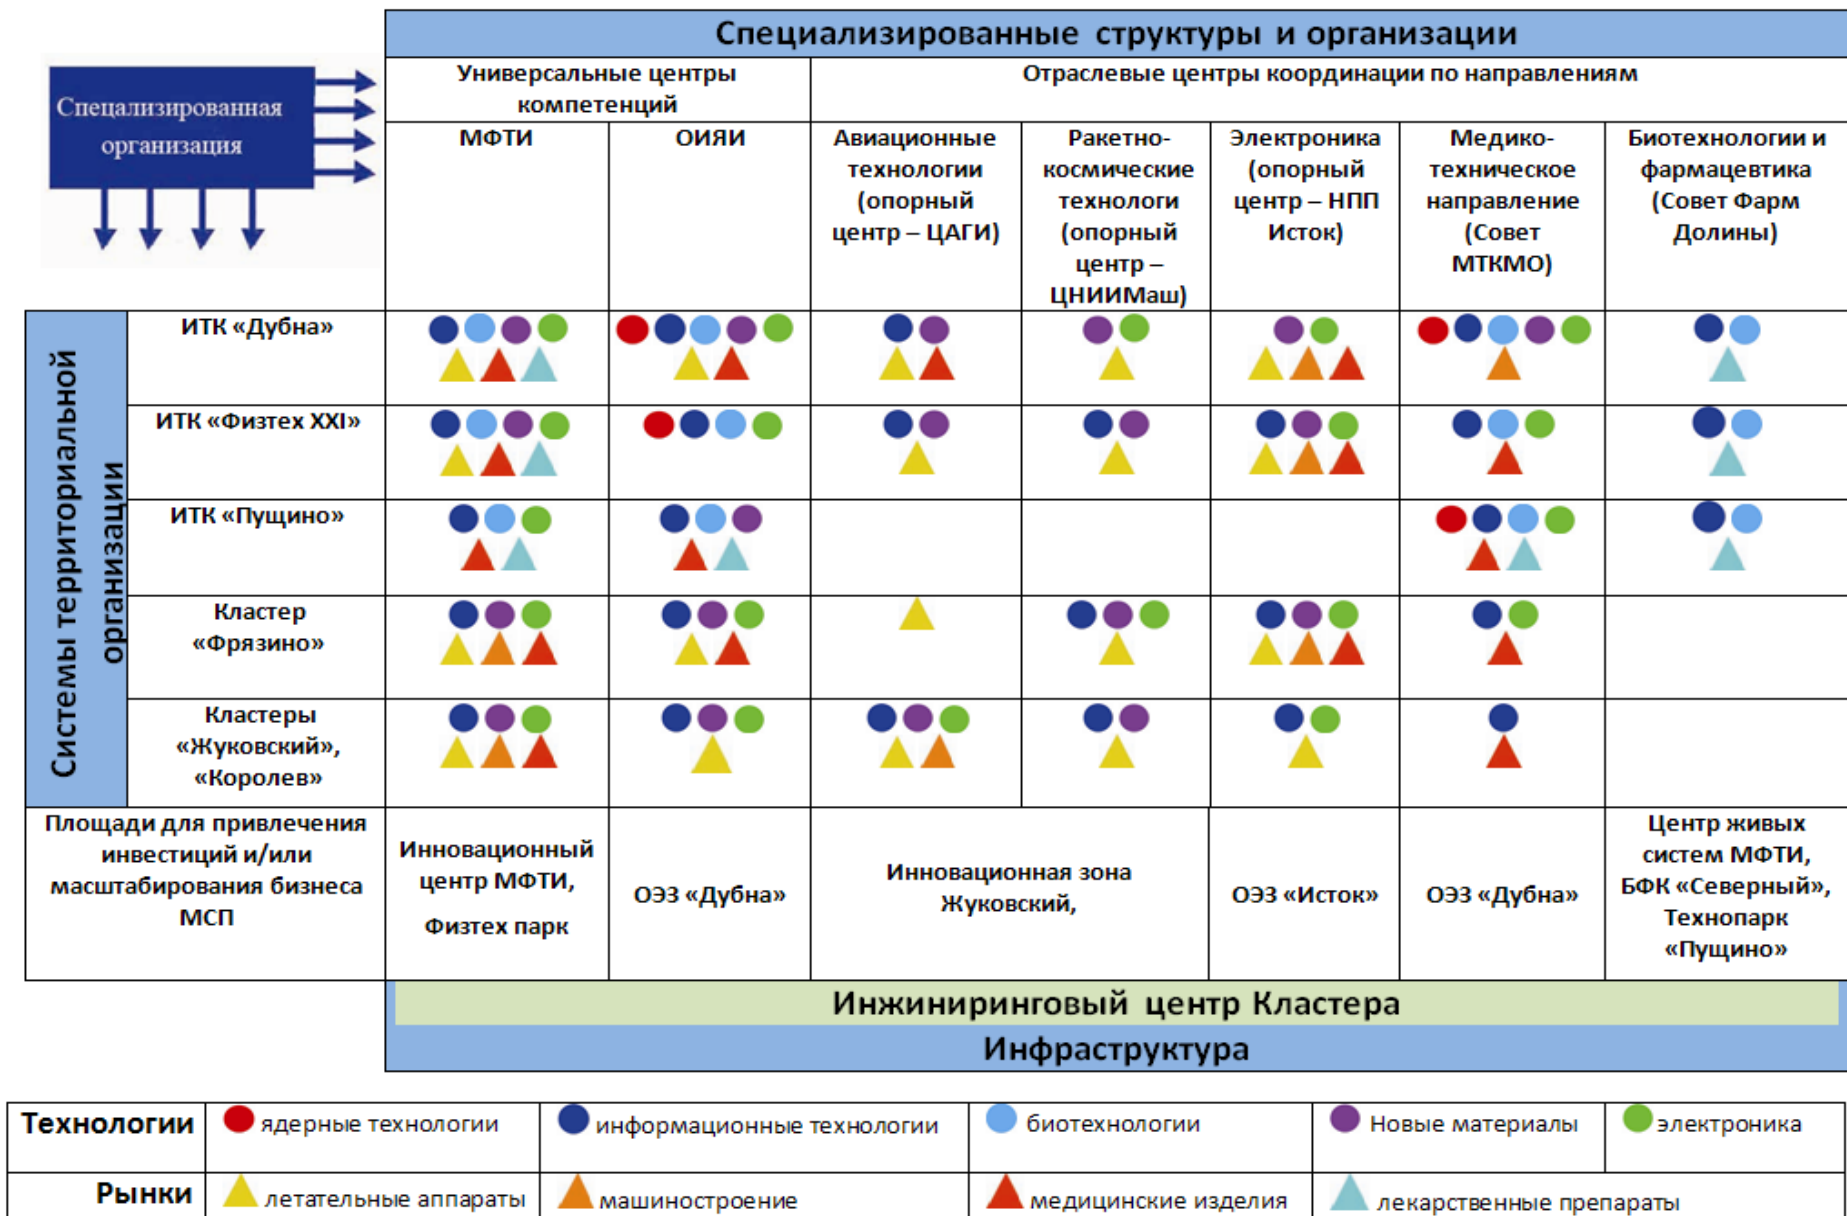 Специализированные структуры и организации
Спецализированная
организация
Универсальные центры
компетенций
Отраслевые центры координации по направлениям
МФТИ
ОИЯИ
Авиационные
технологии
(опорный
центр – ЦАГИ)
Ракетно-
космические
технологи
(опорный
центр –
ЦНИИМаш)
Электроника
(опорный
центр – НПП
Исток)
Медико-
техническое
направление
(Совет
МТКМО)
Биотехнологии и
фармацевтика
(Совет Фарм
Долины)
Системы территориальной
организации
ИТК «Дубна»
ИТК «Физтех XXI»
ИТК «Пущино»
Кластер
«Фрязино»
Кластеры
«Жуковский»,
«Королев»
Площади для привлечения
инвестиций и/или
масштабирования бизнеса
МСП
Инновационный
центр МФТИ,
Физтех парк
ОЭЗ «Дубна»
Инновационная зона
Жуковский,
ОЭЗ «Исток»
ОЭЗ «Дубна»
Центр живых
систем МФТИ,
БФК «Северный»,
Технопарк
«Пущино»
Инжиниринговый центр Кластера
Инфраструктура
Технологии
ядерные технологии
информационные технологии
биотехнологии
Новые материалы
электроника
Рынки
летательные аппараты
машиностроение
медицинские изделия
лекарственные препараты